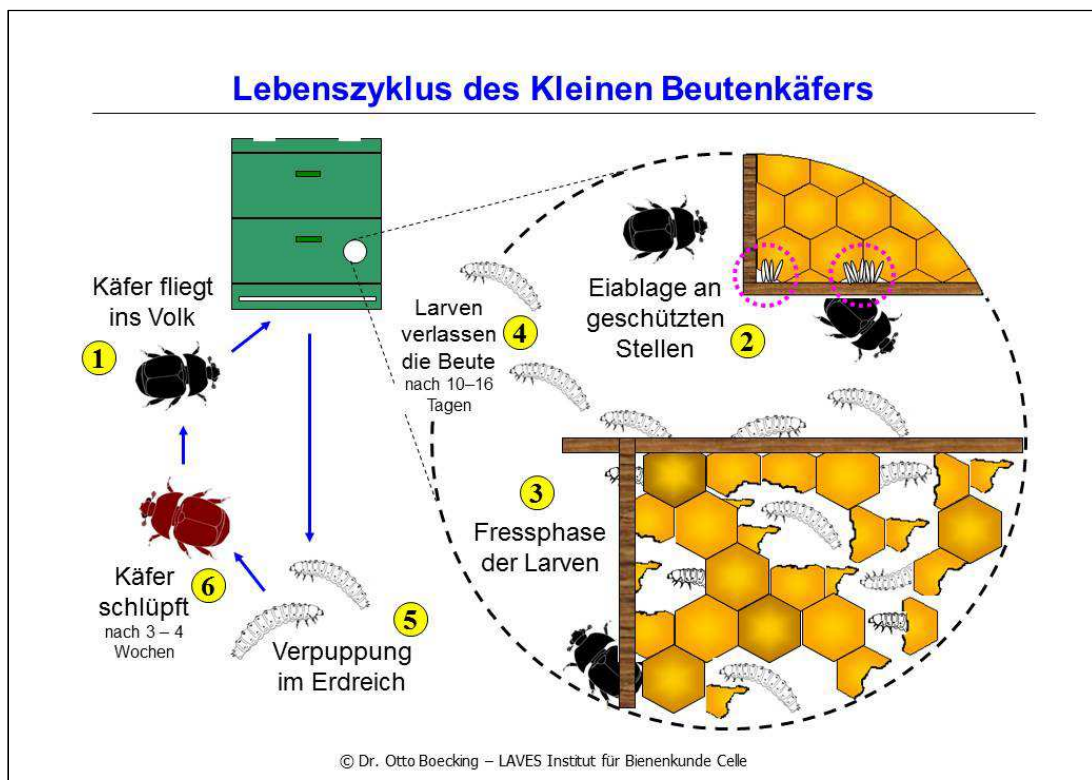 Lebenszyklus des Kleinen Beutenkäfers
Käfer fliegt
ins Volk
1
Eiablage an
geschützten
Stellen
2
3
Fressphase
der Larven
Larven
verlassen
die Beute
nach 10–16
Tagen
4
5
Verpuppung
im Erdreich
6
Käfer
schlüpft
nach 3 – 4
Wochen
© Dr. Otto Boecking – LAVES Institut für Bienenkunde Celle